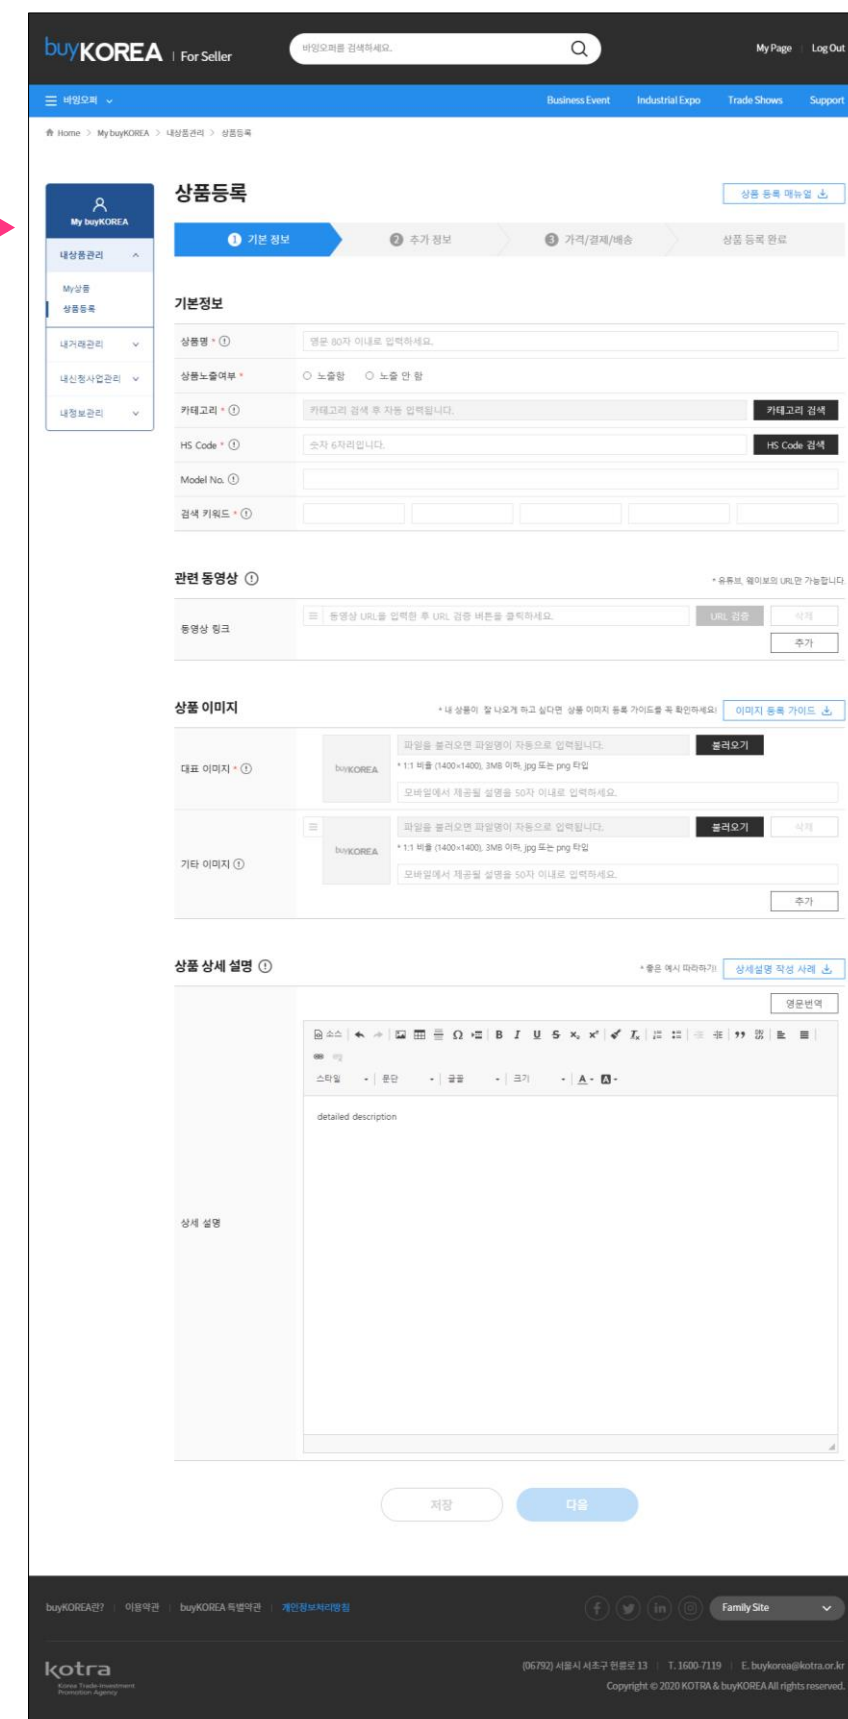 buyKOREA | For Seller
바잉오퍼를 검색하세요.
My Page | Log Out
바잉오퍼
Business Event Industrial Expo Trade Shows Support
Home > My buyKOREA > 내상품관리 > 상품등록
My buyKOREA
내상품관리
My상품
상품등록
내거래관리
내신청사업관리
내정보관리
상품등록
상품 등록 매뉴얼
1 기본 정보 2 추가 정보 3 가격/결제/배송 상품 등록 완료
기본정보
상품명 * 영문 80자 이내로 입력하세요.
상품노출여부 * 노출함 노출 안 함
카테고리 * 카테고리 검색 후 자동 입력됩니다. 카테고리 검색
HS Code * 숫자 6자리입니다. HS Code 검색
Model No.
검색 키워드 *
관련 동영상 * 유튜브, 웨이보의 URL만 가능합니다.
동영상 링크 동영상 URL을 입력한 후 URL 검증 버튼을 클릭하세요. URL 검증 삭제
추가
상품 이미지 * 내 상품이 잘 나오게 하고 싶다면 상품 이미지 등록 가이드를 꼭 확인하세요! 이미지 등록 가이드
대표 이미지 * buyKOREA 파일을 불러오면 파일명이 자동으로 입력됩니다. 불러오기
* 1:1 비율 (1400×1400), 3MB 이하, jpg 또는 png 타입
모바일에서 제공될 설명을 50자 이내로 입력하세요.
기타 이미지 buyKOREA 파일을 불러오면 파일명이 자동으로 입력됩니다. 불러오기 삭제
* 1:1 비율 (1400×1400), 3MB 이하, jpg 또는 png 타입
모바일에서 제공될 설명을 50자 이내로 입력하세요.
추가
상품 상세 설명 * 좋은 예시 따라하기! 상세설명 작성 사례
영문번역
소스 Ω B I U S x₂ x² Tx
스타일 문단 글꼴 크기 A A
detailed description
상세 설명
저장 다음
buyKOREA란? | 이용약관 | buyKOREA 특별약관 | 개인정보처리방침
Family Site
kotra
Korea Trade-Investment
Promotion Agency
(06792) 서울시 서초구 헌릉로 13 | T. 1600-7119 | E. buykorea@kotra.or.kr
Copyright © 2020 KOTRA & buyKOREA All rights reserved.